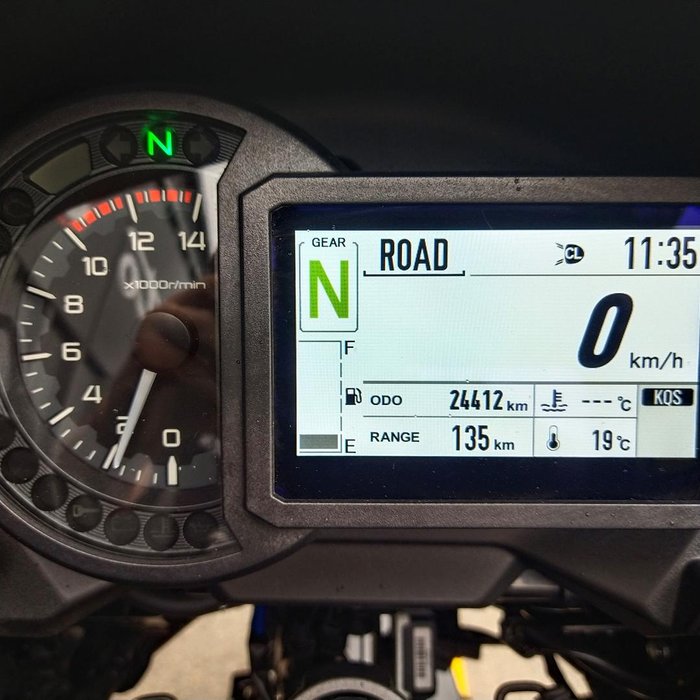 N
14
12
10
x1000r/min
8
6
4
2
0
GEAR
N
ROAD
CL
11:35
0 km/h
F
ODO 24412 km --- °C KQS
E
RANGE 135 km 19 °C